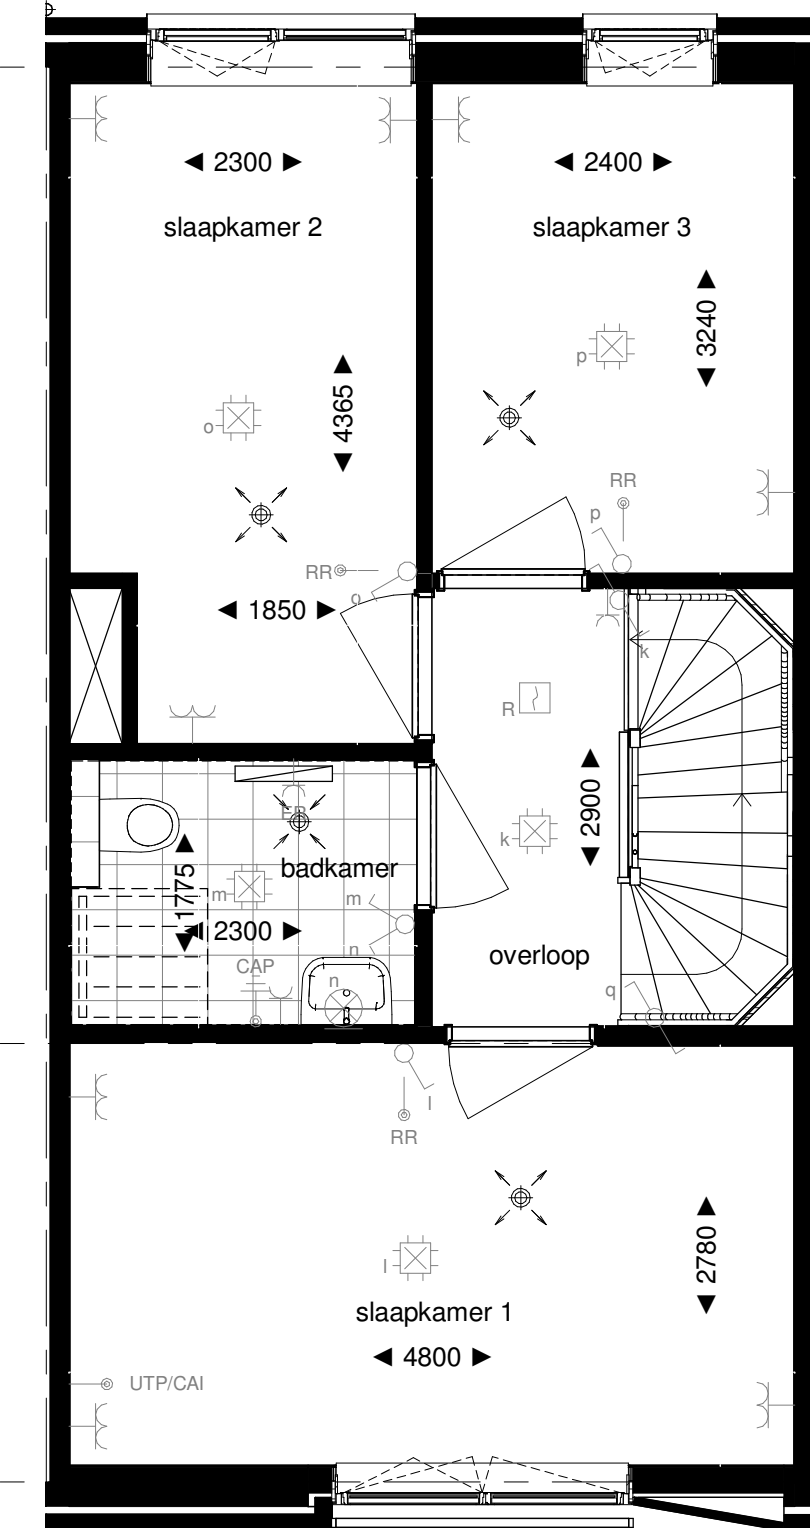 2300
2400
slaapkamer 2
slaapkamer 3
3240
p
4365
o
RR
p
RR
o
1850
k
R
2900
k
EB
badkamer
m
1775
m
2300
n
overloop
CAP
n
q
l
RR
2780
l
slaapkamer 1
4800
UTP/CAI